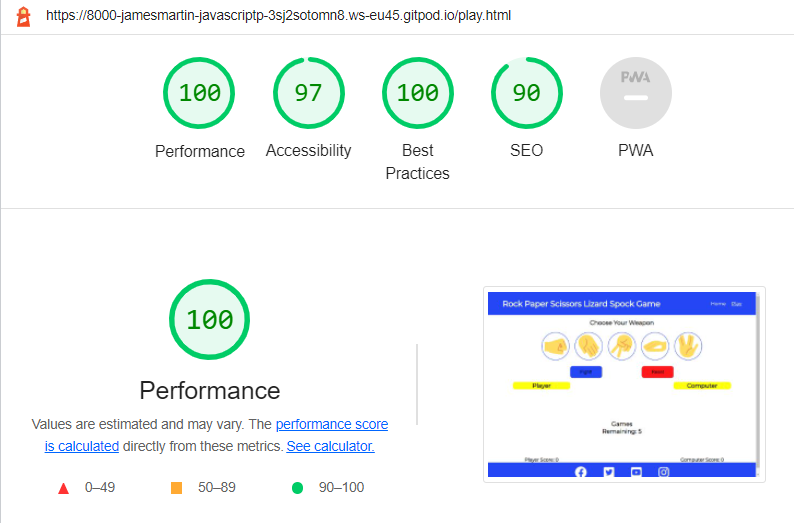 https://8000-jamesmartin-javascriptp-3sj2sotomn8.ws-eu45.gitpod.io/play.html
100
97
100
90
PWA
Performance
Accessibility
Best
Practices
SEO
PWA
100
Performance
Values are estimated and may vary. The performance score
is calculated directly from these metrics. See calculator.
0–49
50–89
90–100
Rock Paper Scissors Lizard Spock Game
Home
Play
Choose Your Weapon
Player
Computer
Games
Remaining: 5
Player Score: 0
Computer Score: 0